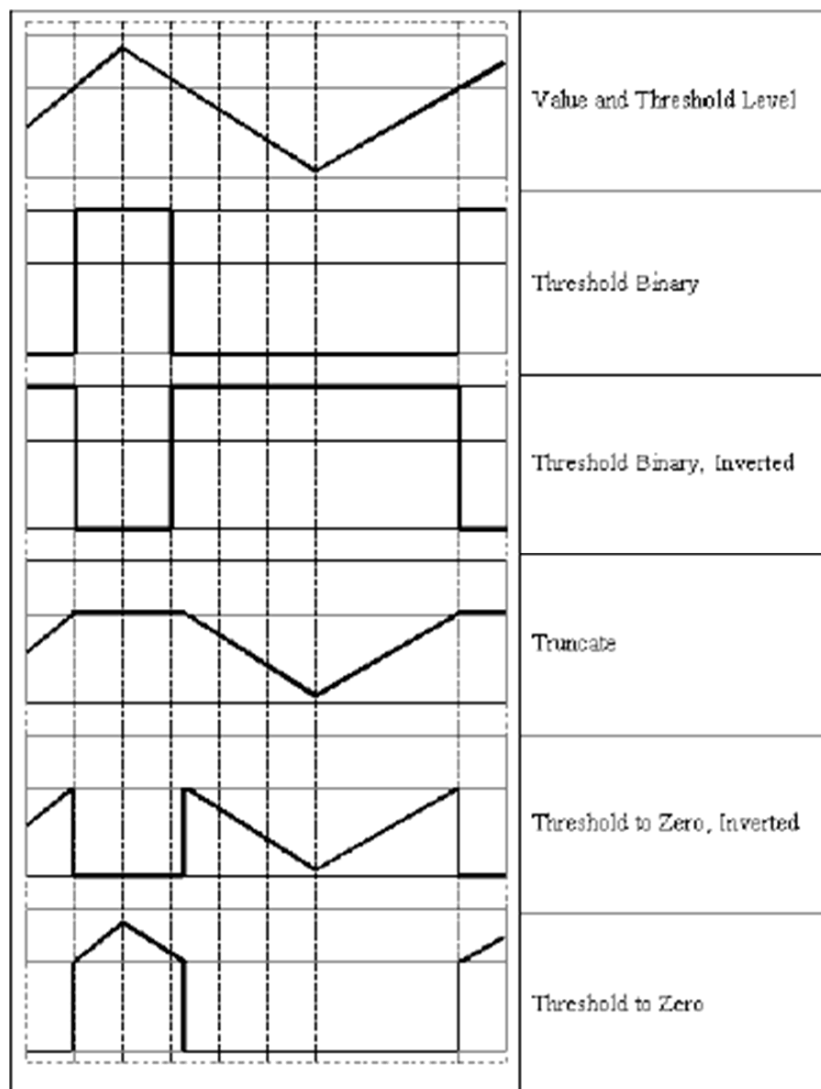 Value and Threshold Level
Threshold Binary
Threshold Binary, Inverted
Truncate
Threshold to Zero, Inverted
Threshold to Zero